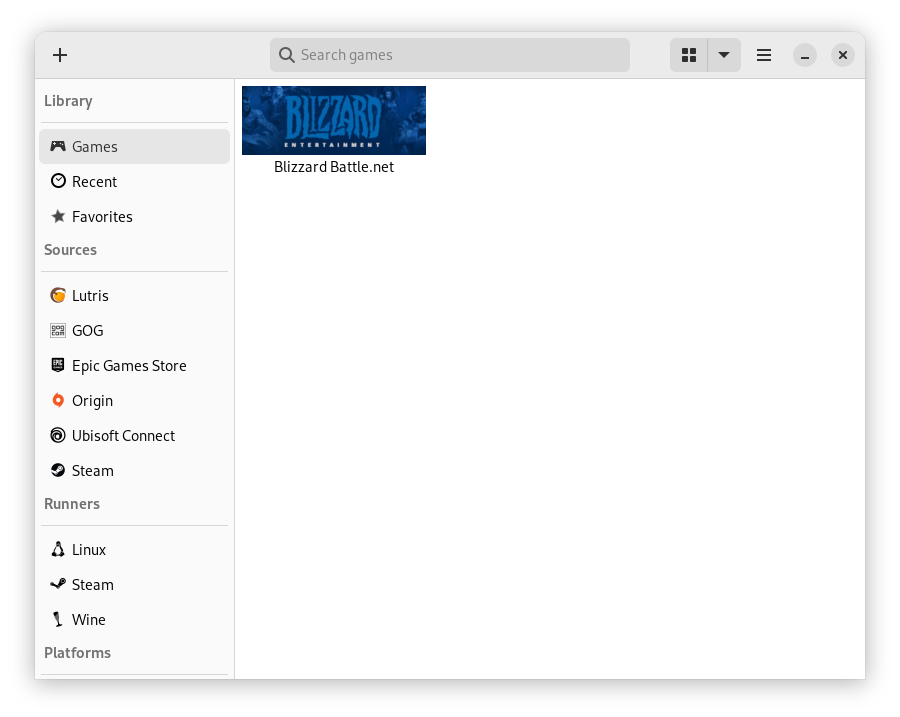 Search games
Library
Games
Recent
Favorites
Sources
Lutris
GOG
Epic Games Store
Origin
Ubisoft Connect
Steam
Runners
Linux
Steam
Wine
Platforms
BLIZZARD
ENTERTAINMENT
Blizzard Battle.net